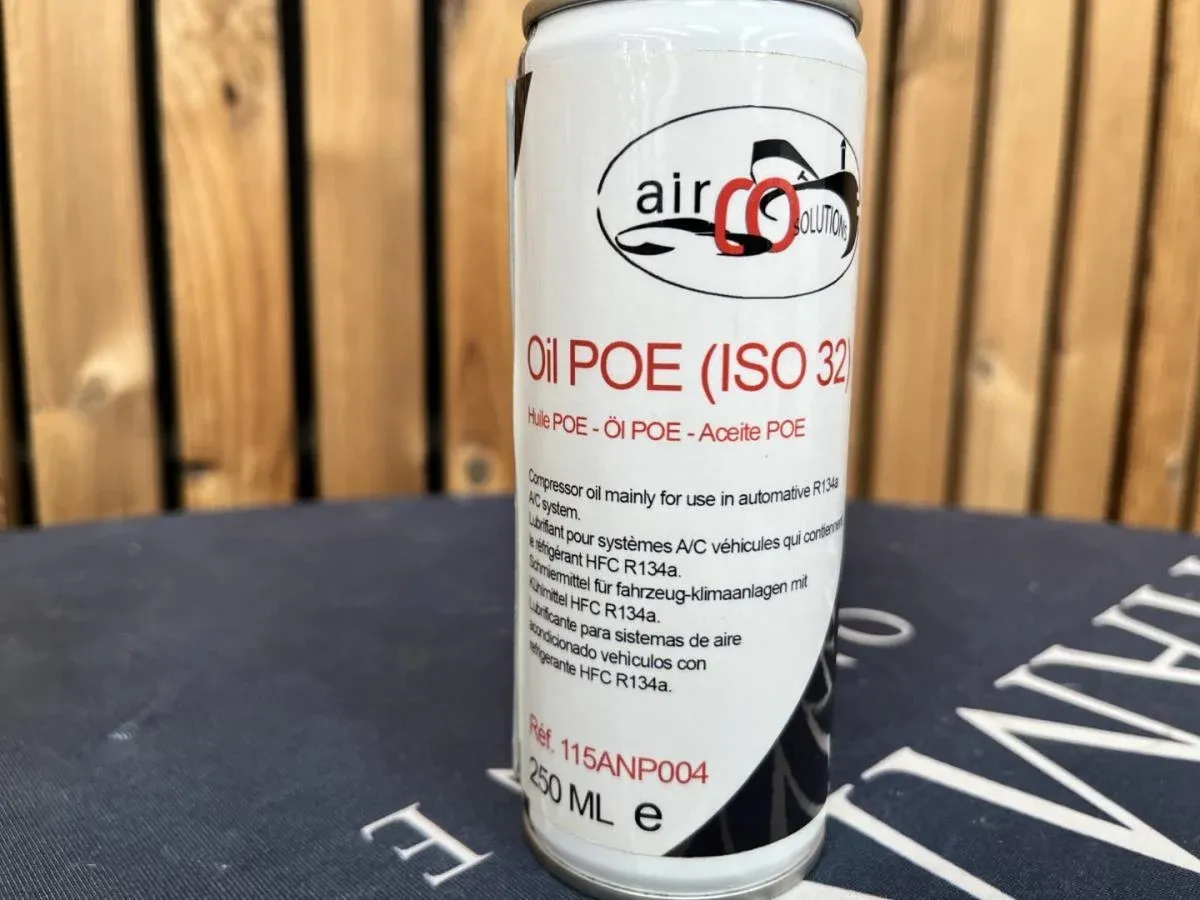 air co SOLUTIONS
Oil POE (ISO 32)
Huile POE - Öl POE - Aceite POE
Compressor oil mainly for use in automative R134a
A/C system.
Lubrifiant pour systèmes A/C véhicules qui contiennent
le réfrigérant HFC R134a.
Schmiermittel für fahrzeug-klimaanlagen mit
Kühlmittel HFC R134a.
Lubrificante para sistemas de aire
acondicionado vehìculos con
refrigerante HFC R134a.
Réf. 115ANP004
250 ML e